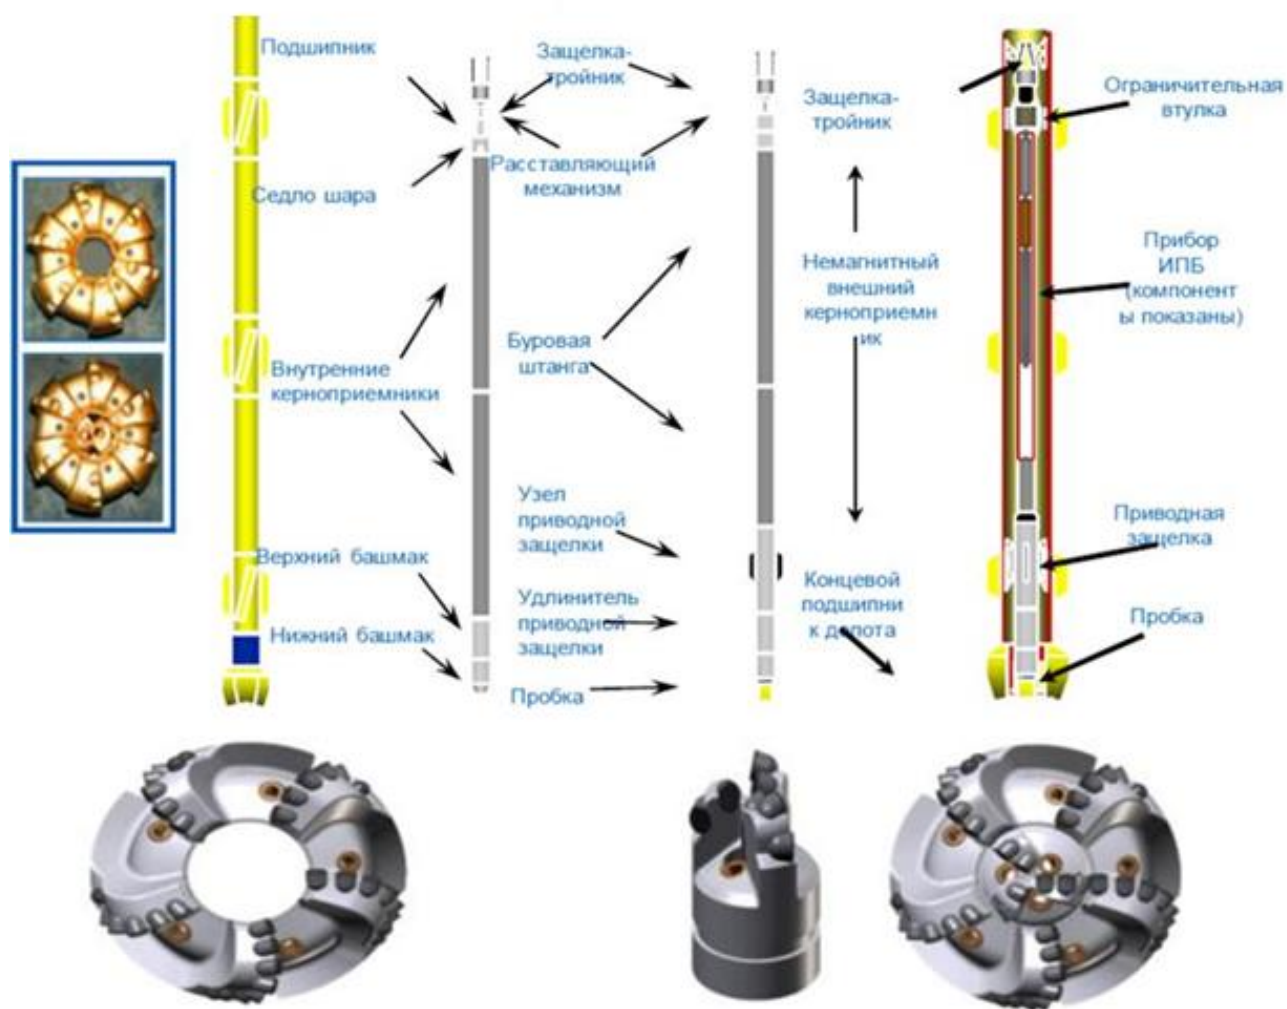 Подшипник
Седло шара
Внутренние
керноприемники
Верхний башмак
Нижний башмак
Защелка-
тройник
Расставляющий
механизм
Буровая
штанга
Узел
приводной
защелки
Удлинитель
приводной
защелки
Пробка
Защелка-
тройник
Немагнитный
внешний
керноприемн
ик
Концевой
подшипни
к долота
Ограничительная
втулка
Прибор
ИПБ
(компонент
ы показаны)
Приводная
защелка
Пробка